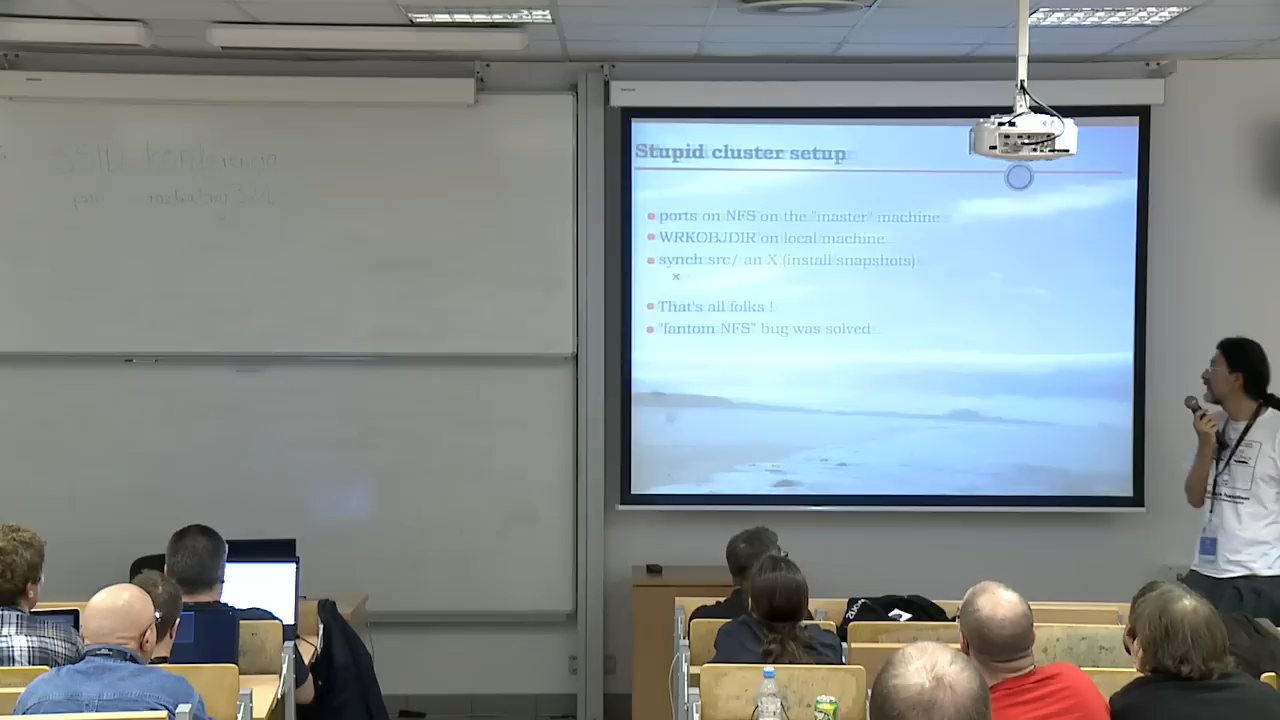 Stupid cluster setup
ports on NFS on the "master" machine
WRKOBJDIR on local machine
synch src/ an X (install snapshots)
x
That's all folks !
"fantom NFS" bug was solved